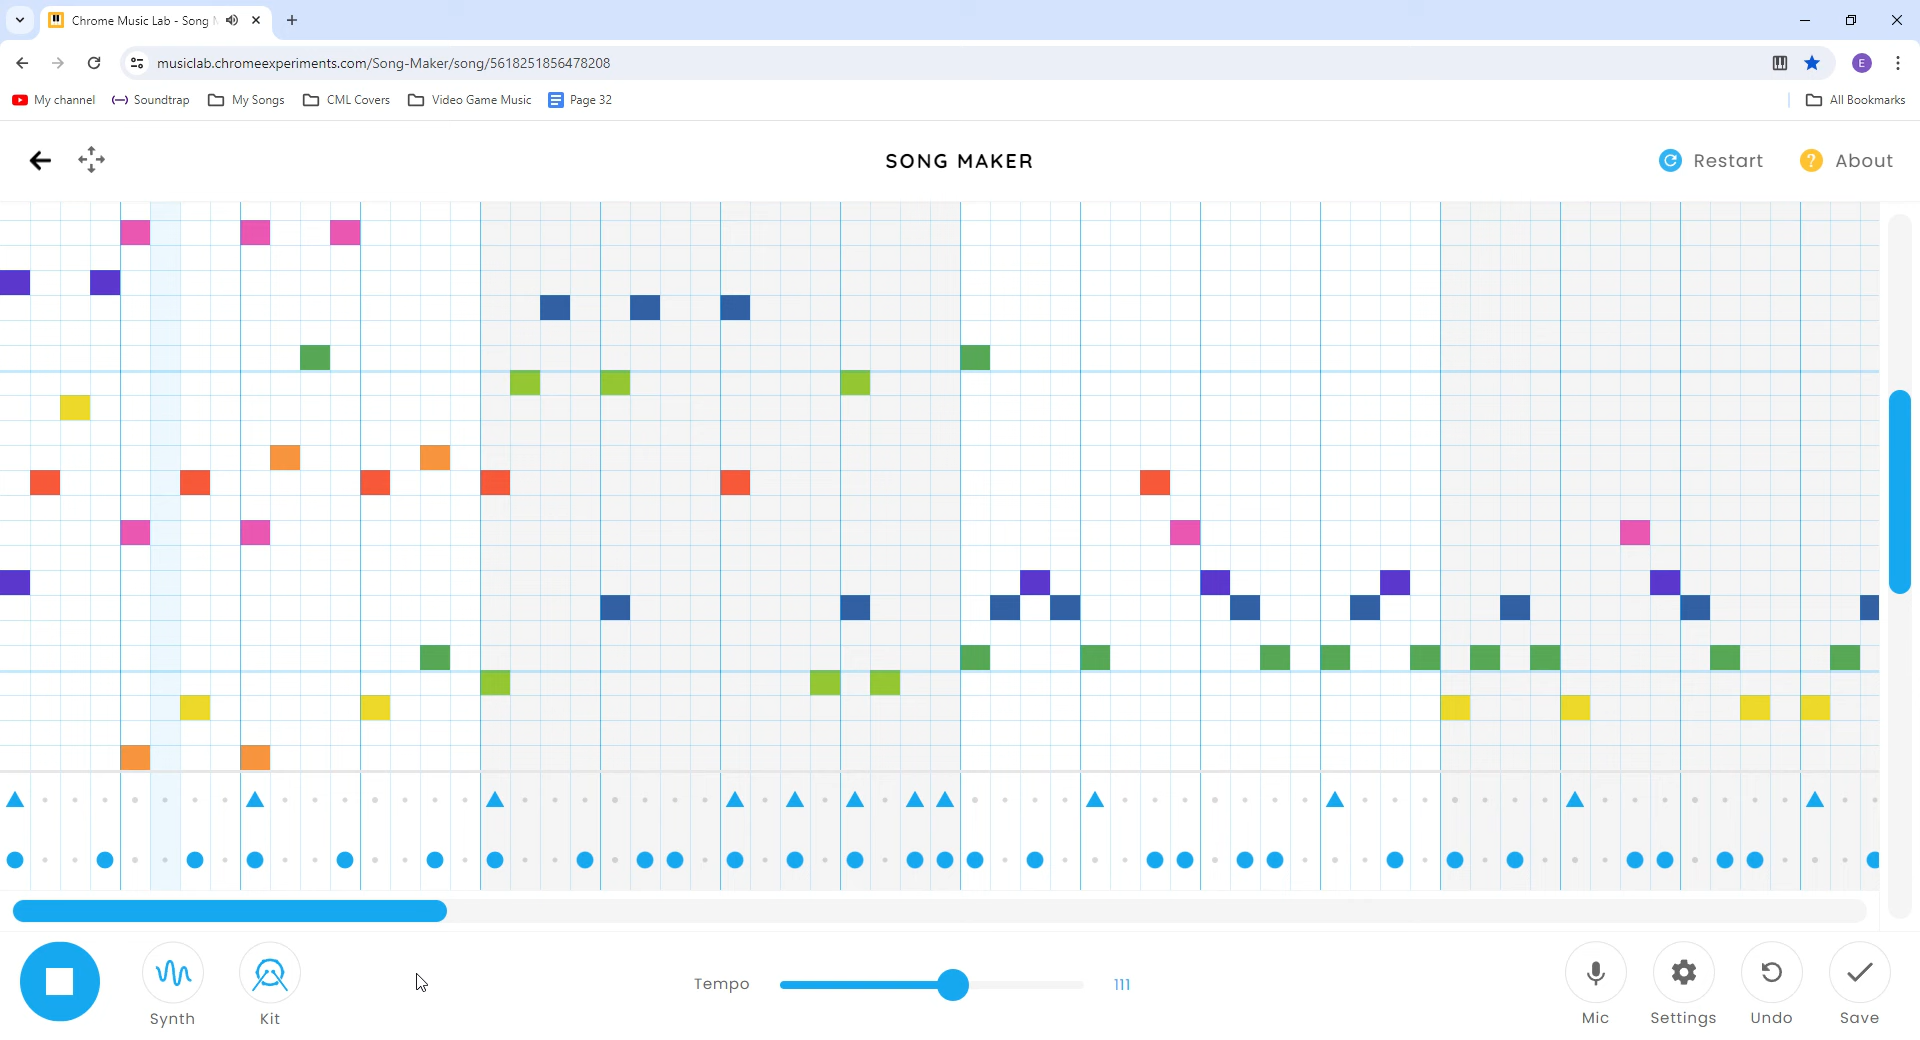 Chrome Music Lab - Song
musiclab.chromeexperiments.com/Song-Maker/song/5618251856478208
E
My channel
Soundtrap
My Songs
CML Covers
Video Game Music
Page 32
All Bookmarks
SONG MAKER
Restart
? About
Synth
Kit
Tempo
111
Mic
Settings
Undo
Save